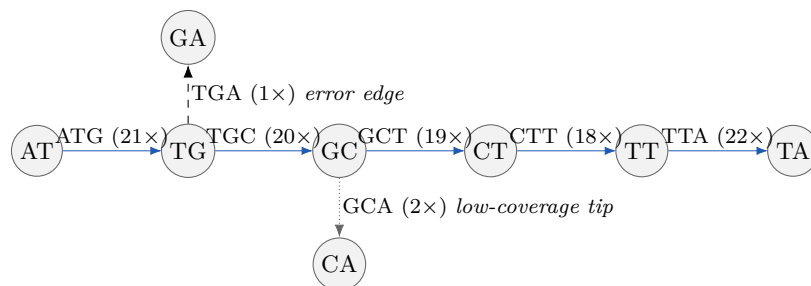 GA
TGA (1×) error edge
AT ATG (21×) TG TGC (20×) GC GCT (19×) CT CTT (18×) TT TTA (22×) TA
GCA (2×) low-coverage tip
CA